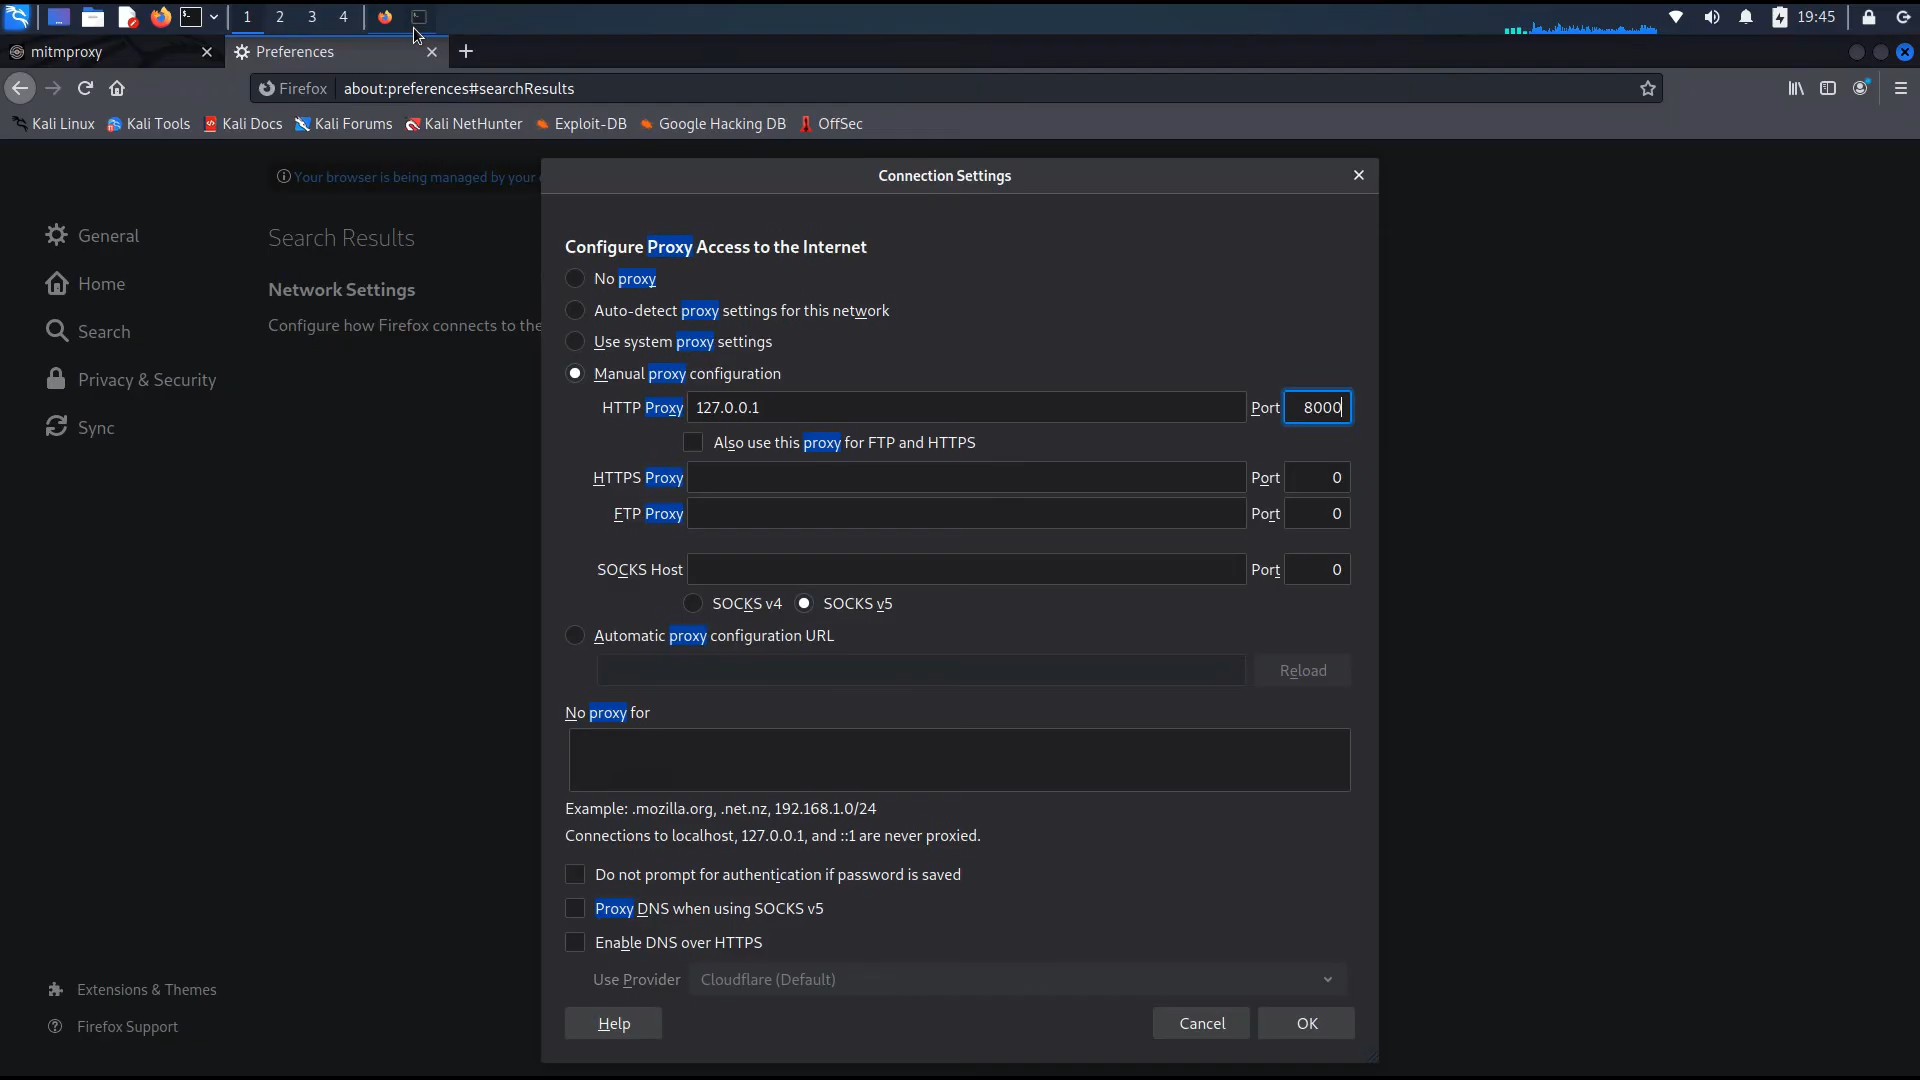 1 2 3 4 19:45
mitmproxy Preferences
Firefox about:preferences#searchResults
Kali Linux Kali Tools Kali Docs Kali Forums Kali NetHunter Exploit-DB Google Hacking DB OffSec
Connection Settings
Your browser is being managed by your
General
Home
Search
Privacy & Security
Sync
Search Results
Network Settings
Configure how Firefox connects to the
Configure Proxy Access to the Internet
No proxy
Auto-detect proxy settings for this network
Use system proxy settings
Manual proxy configuration
HTTP Proxy 127.0.0.1 Port 8000
Also use this proxy for FTP and HTTPS
HTTPS Proxy Port 0
FTP Proxy Port 0
SOCKS Host Port 0
SOCKS v4 SOCKS v5
Automatic proxy configuration URL
Reload
No proxy for
Example: .mozilla.org, .net.nz, 192.168.1.0/24
Connections to localhost, 127.0.0.1, and ::1 are never proxied.
Do not prompt for authentication if password is saved
Proxy DNS when using SOCKS v5
Enable DNS over HTTPS
Use Provider Cloudflare (Default)
Help Cancel OK
Extensions & Themes
Firefox Support